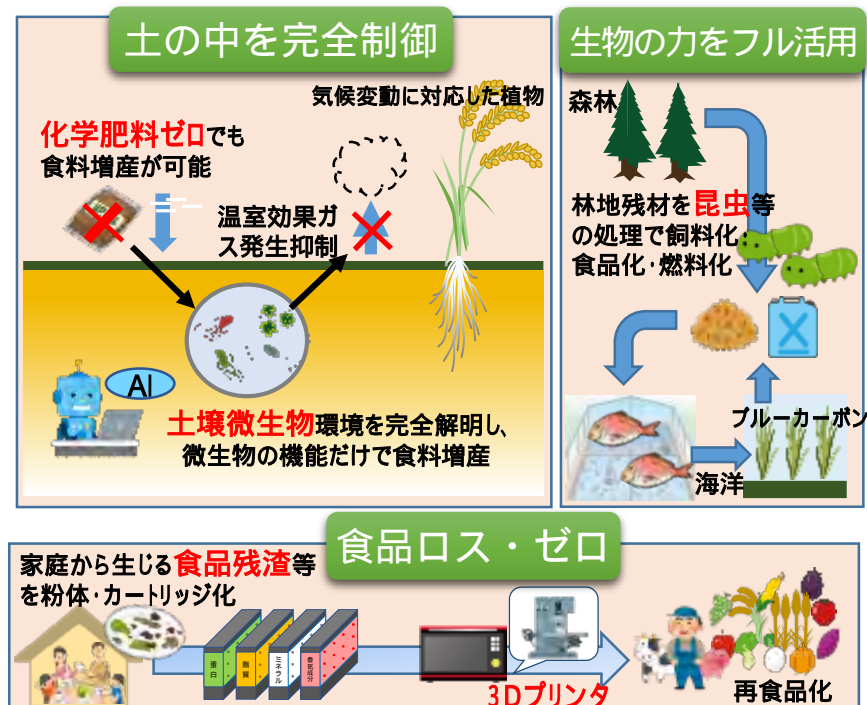 土の中を完全制御
気候変動に対応した植物
化学肥料ゼロでも
食料増産が可能
温室効果ガ
ス発生抑制
AI
土壌微生物環境を完全解明し、
微生物の機能だけで食料増産
生物の力をフル活用
森林
林地残材を昆虫等
の処理で飼料化・
食品化・燃料化
ブルーカーボン
海洋
食品ロス・ゼロ
家庭から生じる食品残渣等
を粉体・カートリッジ化
蛋白
脂質
ミネラル
香気成分
3Dプリンタ
再食品化